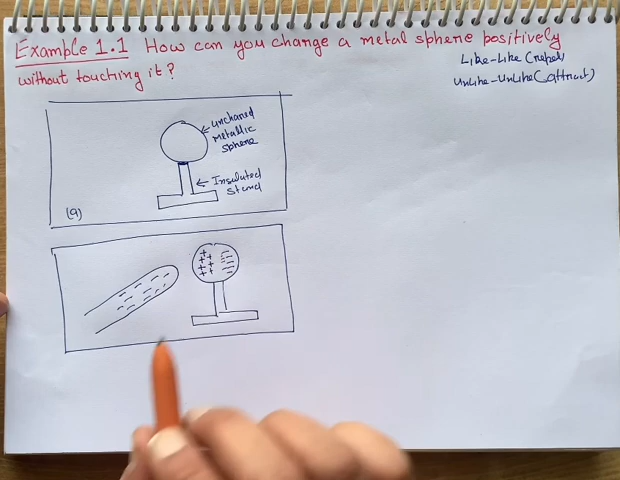 Example 1.1 How can you change a metal sphere positively
without touching it?
Like-Like (repel)
Unlike-Unlike (attract)
unchaned
metallic
sphere
Insulated
stand
(a)